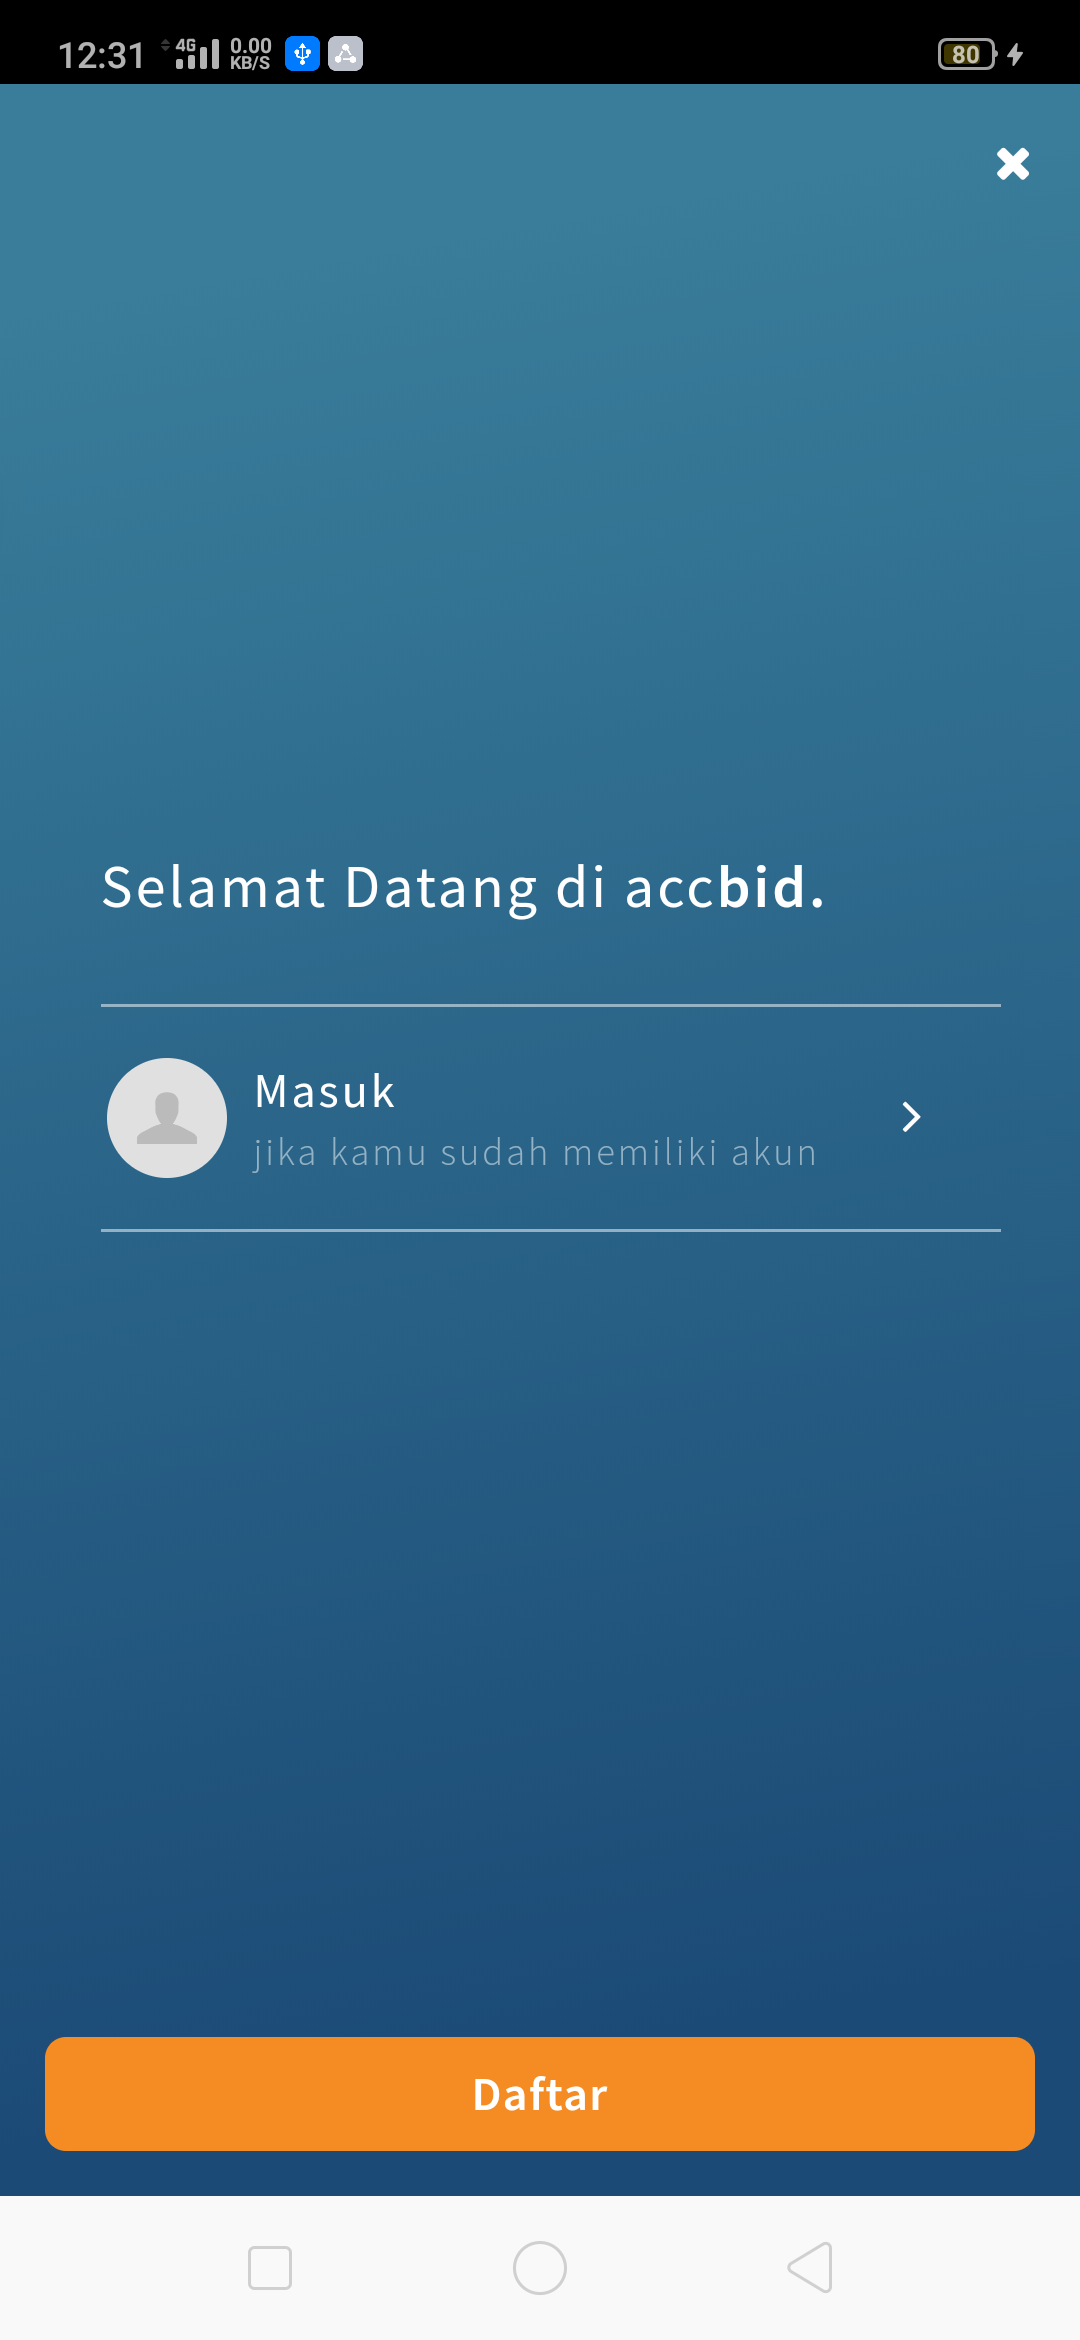 12:31 4G 0.00 KB/S 80
Selamat Datang di accbid.
Masuk
jika kamu sudah memiliki akun
Daftar